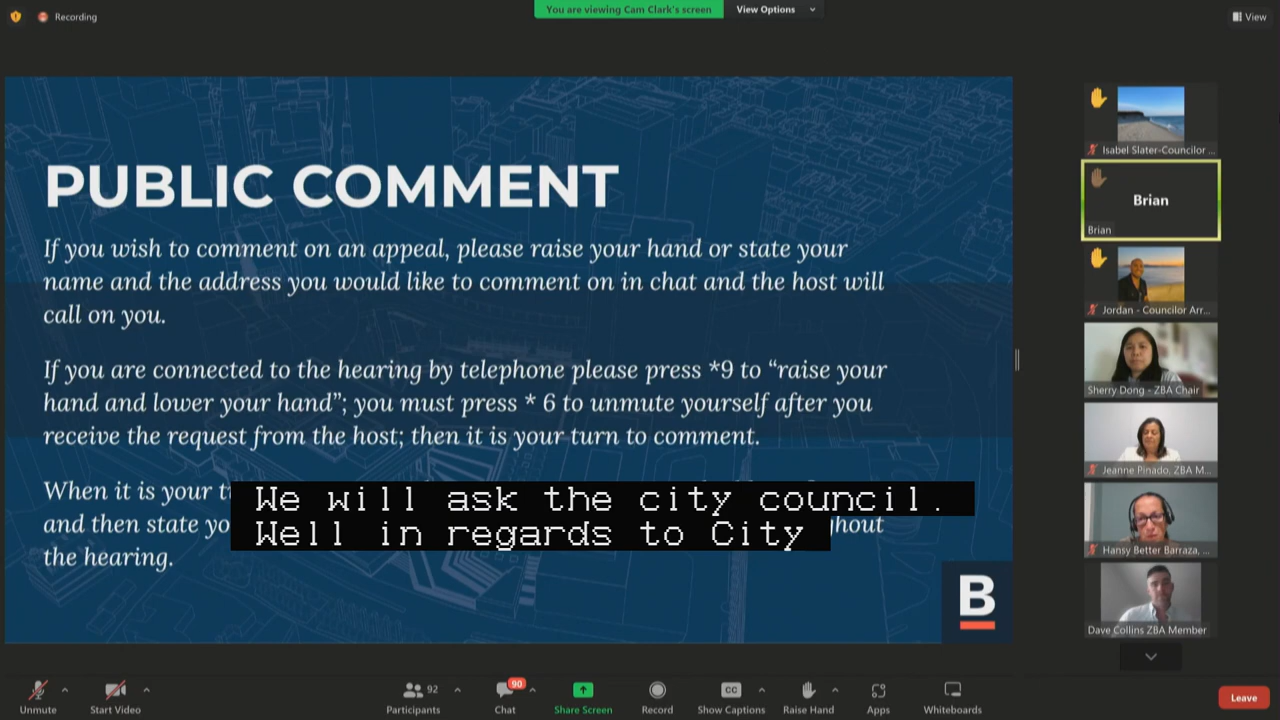 Recording
You are viewing Cam Clark's screen
View Options
View
PUBLIC COMMENT
If you wish to comment on an appeal, please raise your hand or state your
name and the address you would like to comment on in chat and the host will
call on you.
If you are connected to the hearing by telephone please press *9 to “raise your
hand and lower your hand”; you must press * 6 to unmute yourself after you
receive the request from the host; then it is your turn to comment.
When it is your
and then state
the hearing.
We will ask the city council.
Well in regards to City
B
Isabel Slater-Councilor ...
Brian
Brian
Jordan - Councilor Arr...
Sherry Dong - ZBA Chair
Jeanne Pinado, ZBA M...
Hansy Better Barraza, ...
Dave Collins ZBA Member
Unmute
Start Video
92
Participants
90
Chat
Share Screen
Record
CC
Show Captions
Raise Hand
Apps
Whiteboards
Leave